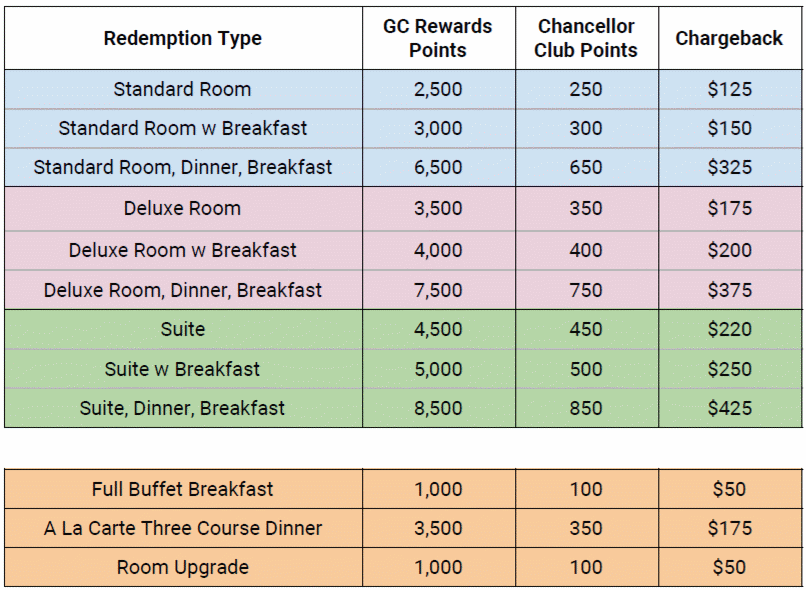 Redemption Type GC Rewards Points Chancellor Club Points Chargeback
Standard Room 2,500 250 $125
Standard Room w Breakfast 3,000 300 $150
Standard Room, Dinner, Breakfast 6,500 650 $325
Deluxe Room 3,500 350 $175
Deluxe Room w Breakfast 4,000 400 $200
Deluxe Room, Dinner, Breakfast 7,500 750 $375
Suite 4,500 450 $220
Suite w Breakfast 5,000 500 $250
Suite, Dinner, Breakfast 8,500 850 $425
Full Buffet Breakfast 1,000 100 $50
A La Carte Three Course Dinner 3,500 350 $175
Room Upgrade 1,000 100 $50